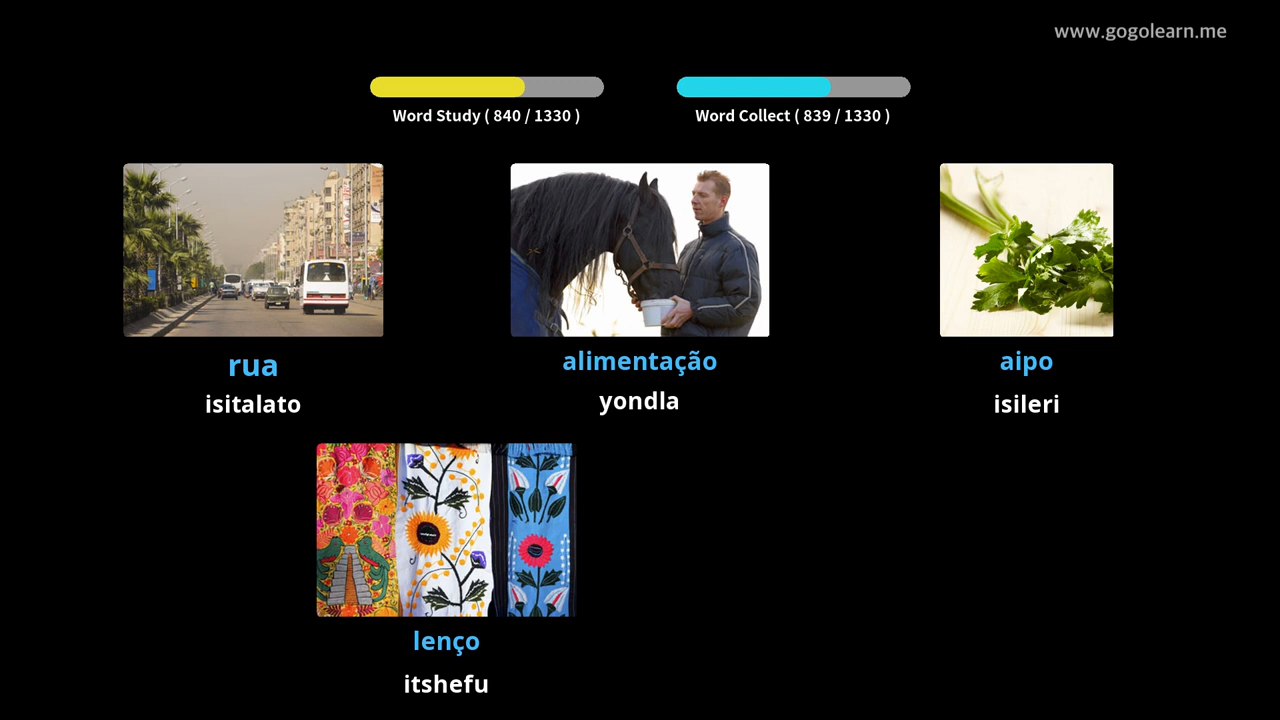 www.gogolearn.me
Word Study ( 840 / 1330 )
Word Collect ( 839 / 1330 )
rua
isitalato
alimentação
yondla
aipo
isileri
lenço
itshefu